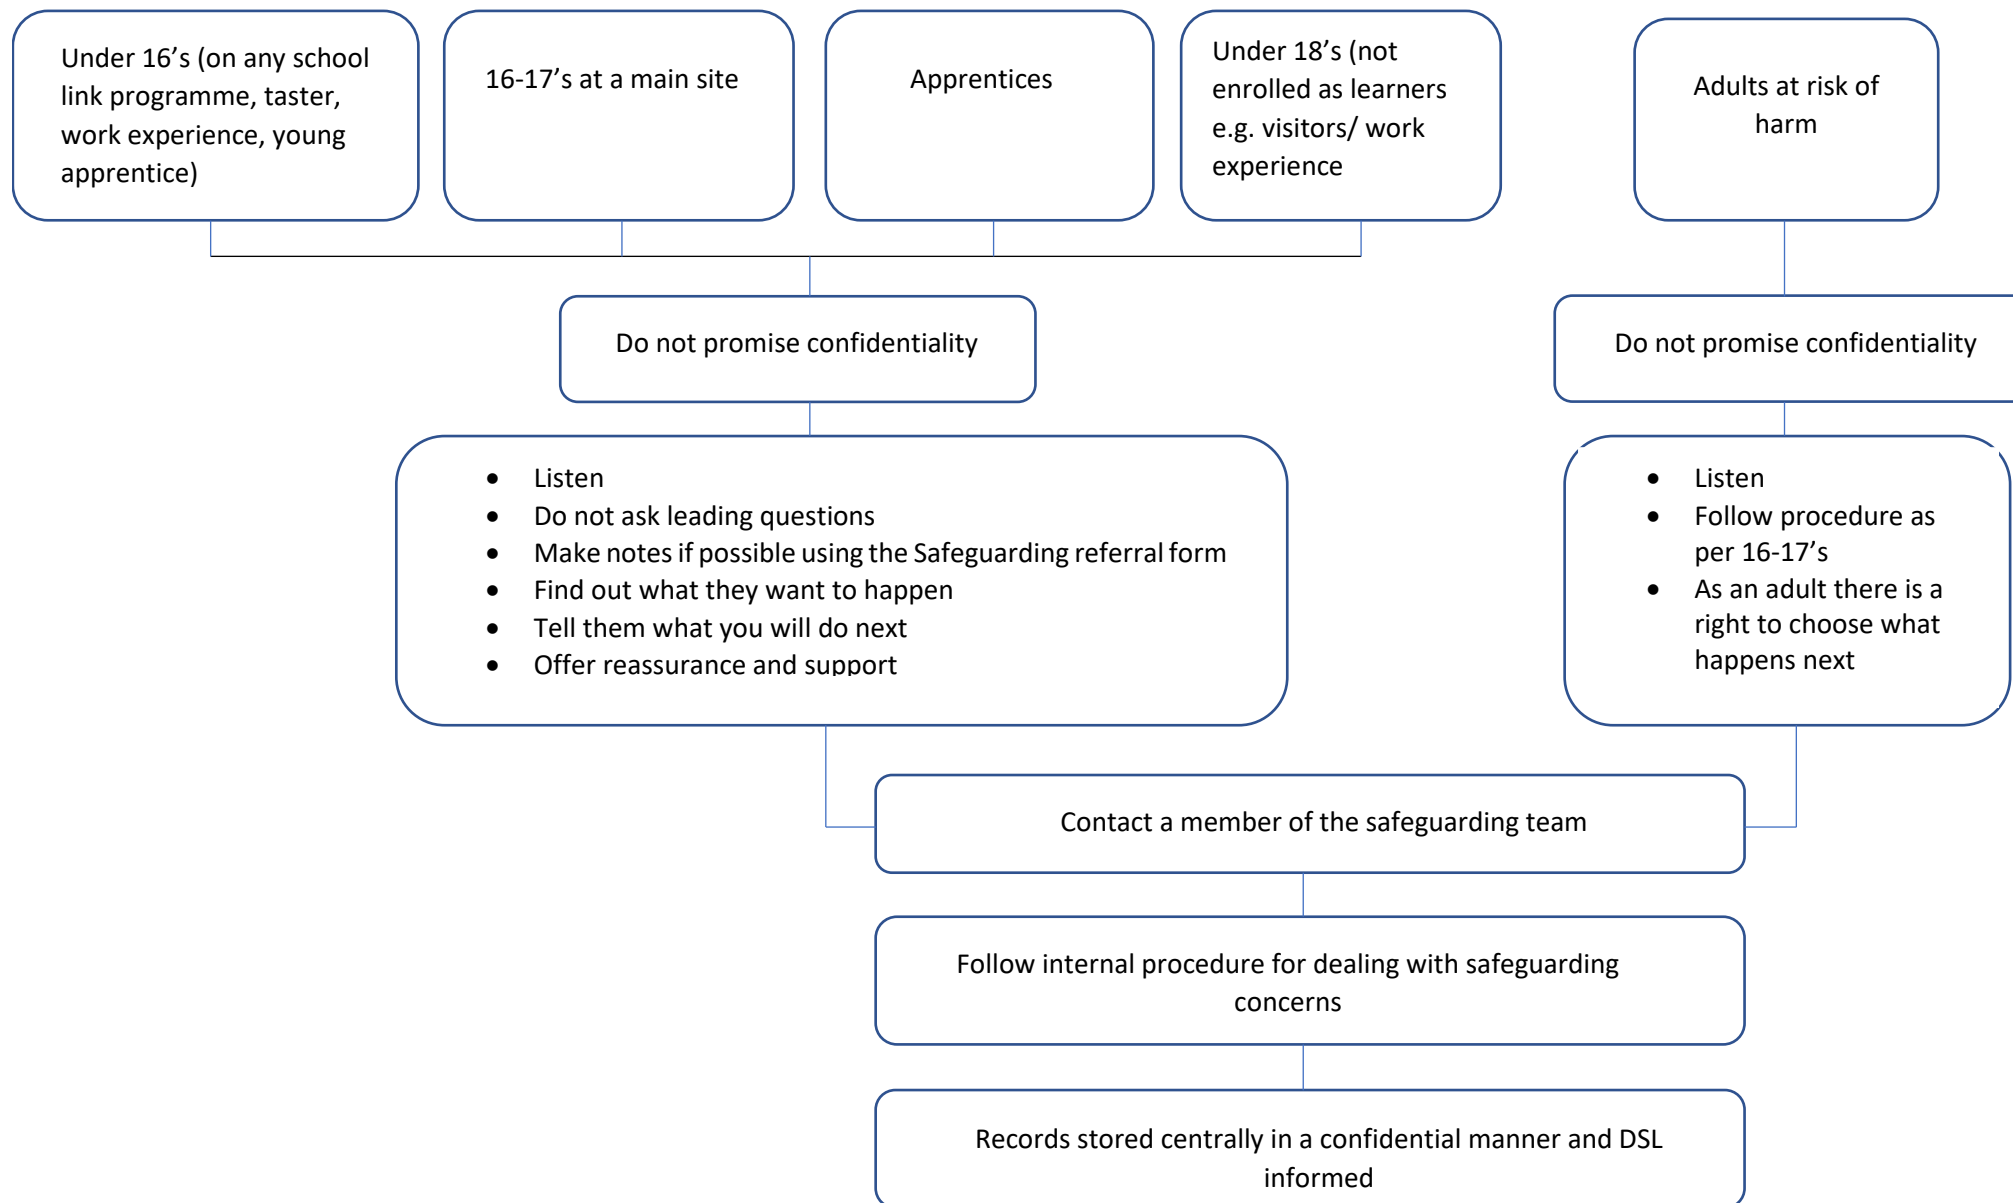 Under 16’s (on any school
link programme, taster,
work experience, young
apprentice)
16-17’s at a main site
Apprentices
Under 18’s (not
enrolled as learners
e.g. visitors/ work
experience
Adults at risk of
harm
Do not promise confidentiality
Do not promise confidentiality
• Listen
• Do not ask leading questions
• Make notes if possible using the Safeguarding referral form
• Find out what they want to happen
• Tell them what you will do next
• Offer reassurance and support
• Listen
• Follow procedure as
per 16-17’s
• As an adult there is a
right to choose what
happens next
Contact a member of the safeguarding team
Follow internal procedure for dealing with safeguarding
concerns
Records stored centrally in a confidential manner and DSL
informed